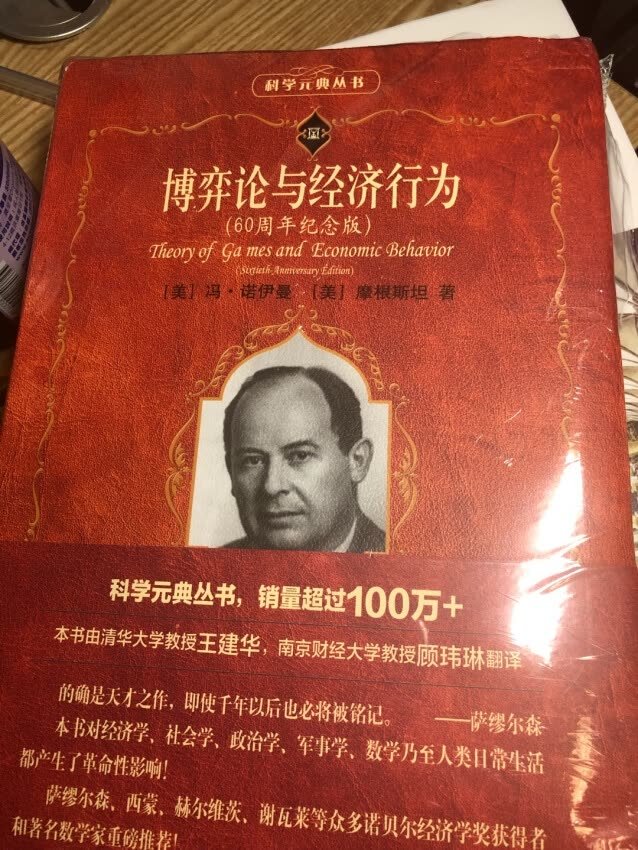 科学元典丛书
博弈论与经济行为
(60周年纪念版)
Theory of Games and Economic Behavior
(Sixtieth Anniversary Edition)
[美] 冯·诺伊曼 [美] 摩根斯坦 著
科学元典丛书，销量超过100万+
本书由清华大学教授王建华，南京财经大学教授顾玮琳翻译
的确是天才之作，即使千年以后也必将被铭记。 ——萨缪尔森
本书对经济学、社会学、政治学、军事学、数学乃至人类日常生活
都产生了革命性影响！
萨缪尔森、西蒙、赫尔维茨、谢瓦莱等众多诺贝尔经济学奖获得者
和著名数学家重磅推荐！